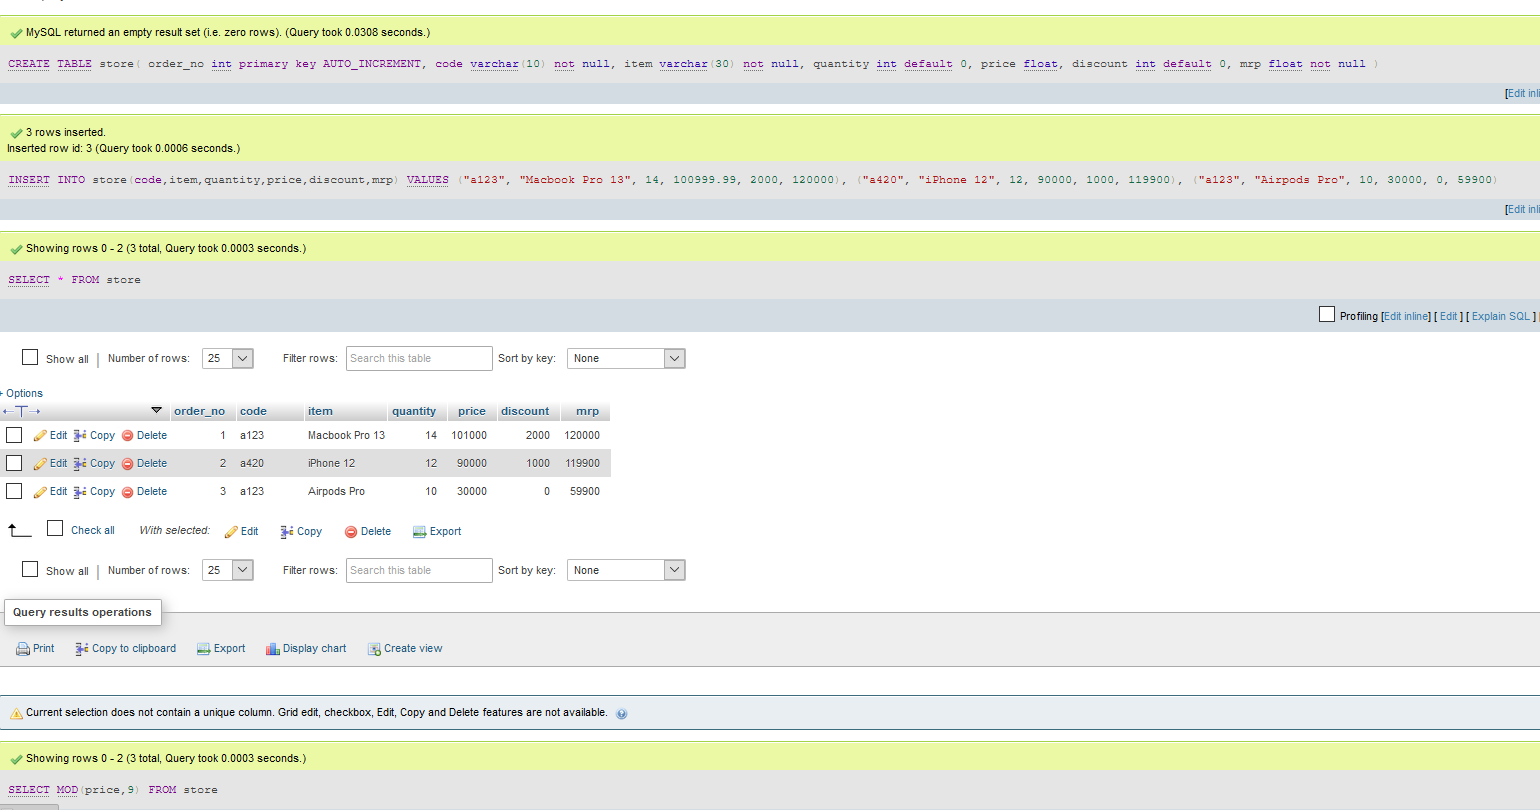 MySQL returned an empty result set (i.e. zero rows). (Query took 0.0308 seconds.)
CREATE TABLE store( order_no int primary key AUTO_INCREMENT, code varchar(10) not null, item varchar(30) not null, quantity int default 0, price float, discount int default 0, mrp float not null )
[Edit inli
3 rows inserted.
Inserted row id: 3 (Query took 0.0006 seconds.)
INSERT INTO store(code,item,quantity,price,discount,mrp) VALUES ("a123", "Macbook Pro 13", 14, 100999.99, 2000, 120000), ("a420", "iPhone 12", 12, 90000, 1000, 119900), ("a123", "Airpods Pro", 10, 30000, 0, 59900)
[Edit inli
Showing rows 0 - 2 (3 total, Query took 0.0003 seconds.)
SELECT * FROM store
Profiling [Edit inline] [ Edit ] [ Explain SQL ] [
Show all | Number of rows: 25 Filter rows: Search this table Sort by key: None
+ Options
←T→ order_no code item quantity price discount mrp
Edit Copy Delete 1 a123 Macbook Pro 13 14 101000 2000 120000
Edit Copy Delete 2 a420 iPhone 12 12 90000 1000 119900
Edit Copy Delete 3 a123 Airpods Pro 10 30000 0 59900
Check all With selected: Edit Copy Delete Export
Show all | Number of rows: 25 Filter rows: Search this table Sort by key: None
Query results operations
Print Copy to clipboard Export Display chart Create view
Current selection does not contain a unique column. Grid edit, checkbox, Edit, Copy and Delete features are not available.
Showing rows 0 - 2 (3 total, Query took 0.0003 seconds.)
SELECT MOD(price,9) FROM store